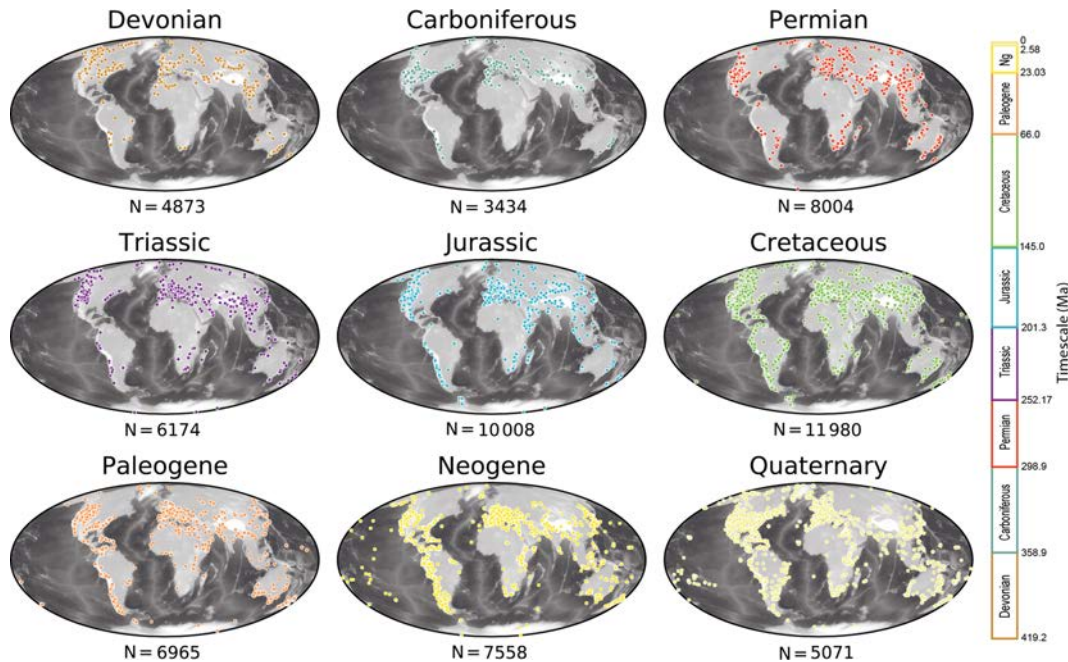 Devonian
Carboniferous
Permian
N = 4873
N = 3434
N = 8004
Triassic
Jurassic
Cretaceous
N = 6174
N = 10 008
N = 11 980
Paleogene
Neogene
Quaternary
N = 6965
N = 7558
N = 5071
0
2.58
Ng
23.03
Paleogene
66.0
Cretaceous
145.0
Jurassic
201.3
Triassic
252.17
Permian
298.9
Carboniferous
358.9
Devonian
419.2
Timescale (Ma)